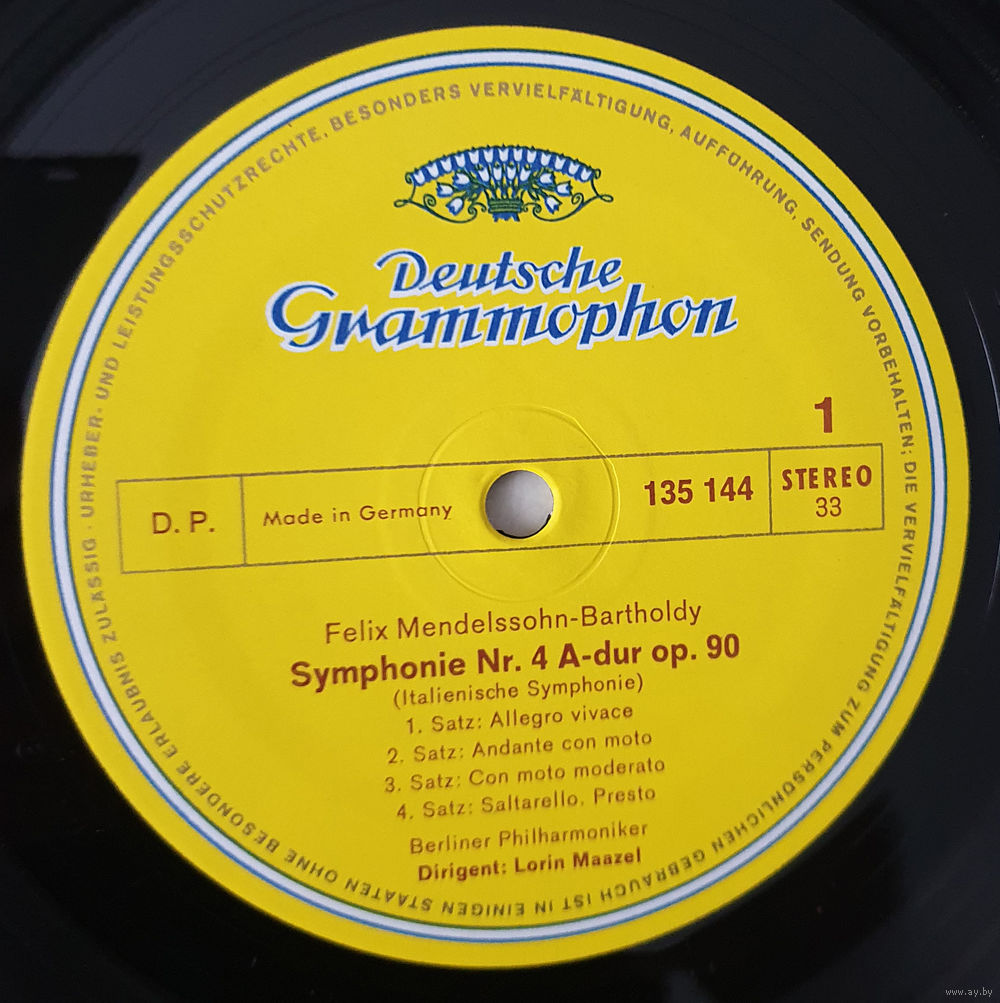 URHEBER- UND LEISTUNGSSCHUTZRECHTE, BESONDERS VERVIELFÄLTIGUNG, AUFFÜHRUNG, SENDUNG VORBEHALTEN; DIE VERVIELFÄLTIGUNG ZUM PERSÖNLICHEN GEBRAUCH IST IN EINIGEN STAATEN OHNE BESONDERE ERLAUBNIS ZULÄSSIG ·
Deutsche
Grammophon
1
D. P. Made in Germany 135 144 STEREO
33
Felix Mendelssohn-Bartholdy
Symphonie Nr. 4 A-dur op. 90
(Italienische Symphonie)
1. Satz: Allegro vivace
2. Satz: Andante con moto
3. Satz: Con moto moderato
4. Satz: Saltarello. Presto
Berliner Philharmoniker
Dirigent: Lorin Maazel
www.ay.by